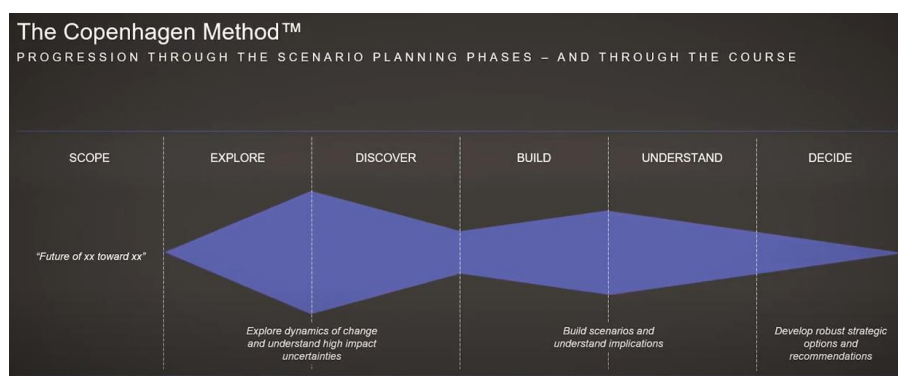 The Copenhagen Method™
PROGRESSION THROUGH THE SCENARIO PLANNING PHASES – AND THROUGH THE COURSE
SCOPE
EXPLORE
DISCOVER
BUILD
UNDERSTAND
DECIDE
“Future of xx toward xx”
Explore dynamics of change
and understand high impact
uncertainties
Build scenarios and
understand implications
Develop robust strategic
options and
recommendations